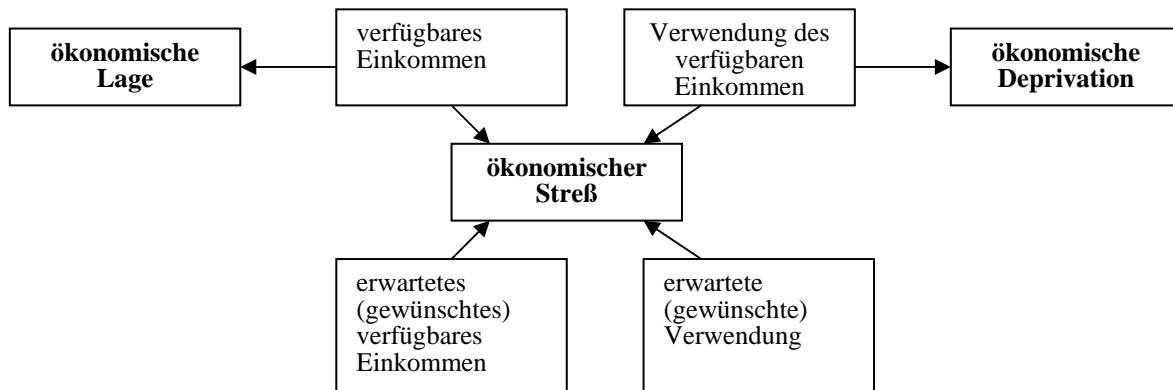 ökonomische
Lage
verfügbares
Einkommen
Verwendung des
verfügbaren
Einkommen
ökonomische
Deprivation
ökonomischer
Streß
erwartetes
(gewünschtes)
verfügbares
Einkommen
erwartete
(gewünschte)
Verwendung